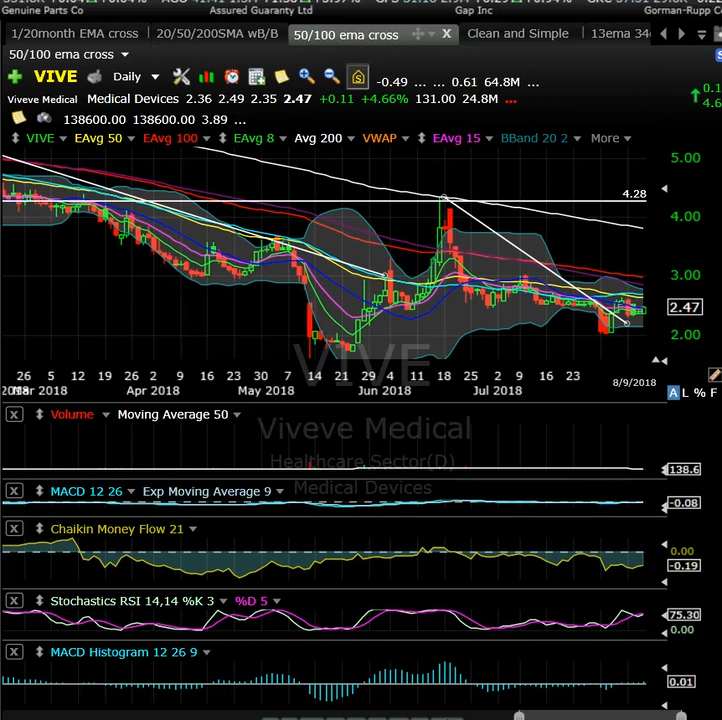 Genuine Parts Co Assured Guaranty Ltd Gap Inc Gorman-Rupp C
1/20month EMA cross 20/50/200SMA wB/B 50/100 ema cross X Clean and Simple 13ema 34
50/100 ema cross
VIVE Daily -0.49 ... ... 0.61 64.8M ...
Viveve Medical Medical Devices 2.36 2.49 2.35 2.47 +0.11 +4.66% 131.00 24.8M ...
138600.00 138600.00 3.89 ...
VIVE EAvg 50 EAvg 100 EAvg 8 Avg 200 VWAP EAvg 15 BBand 20 2 More
5.00
4.28
4.00
3.00
2.47
2.00
VIVE
26 5 12 19 26 2 9 16 23 30 7 14 21 29 4 11 18 25 2 9 16 23 8/9/2018
2018 Mar 2018 Apr 2018 May 2018 Jun 2018 Jul 2018 A L % F
X Volume Moving Average 50
Viveve Medical
Healthcare Sector(D)
138.6
Medical Devices
X MACD 12 26 Exp Moving Average 9
-0.08
X Chaikin Money Flow 21
0.00
-0.19
X Stochastics RSI 14,14 %K 3 %D 5
75.30
0.00
X MACD Histogram 12 26 9
0.01